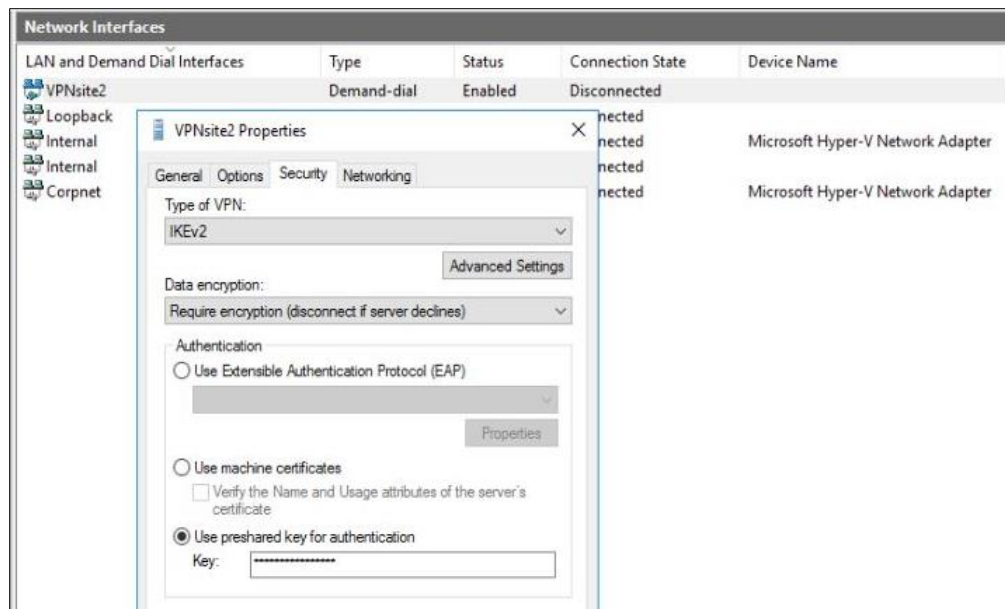 Network Interfaces
LAN and Demand Dial Interfaces Type Status Connection State Device Name
VPNsite2 Demand-dial Enabled Disconnected
Loopback nected
Internal nected Microsoft Hyper-V Network Adapter
Internal nected
Corpnet nected Microsoft Hyper-V Network Adapter
VPNsite2 Properties
General Options Security Networking
Type of VPN:
IKEv2
Advanced Settings
Data encryption:
Require encryption (disconnect if server declines)
Authentication
Use Extensible Authentication Protocol (EAP)
Properties
Use machine certificates
Verify the Name and Usage attributes of the server's
certificate
Use preshared key for authentication
Key: ••••••••••••••••